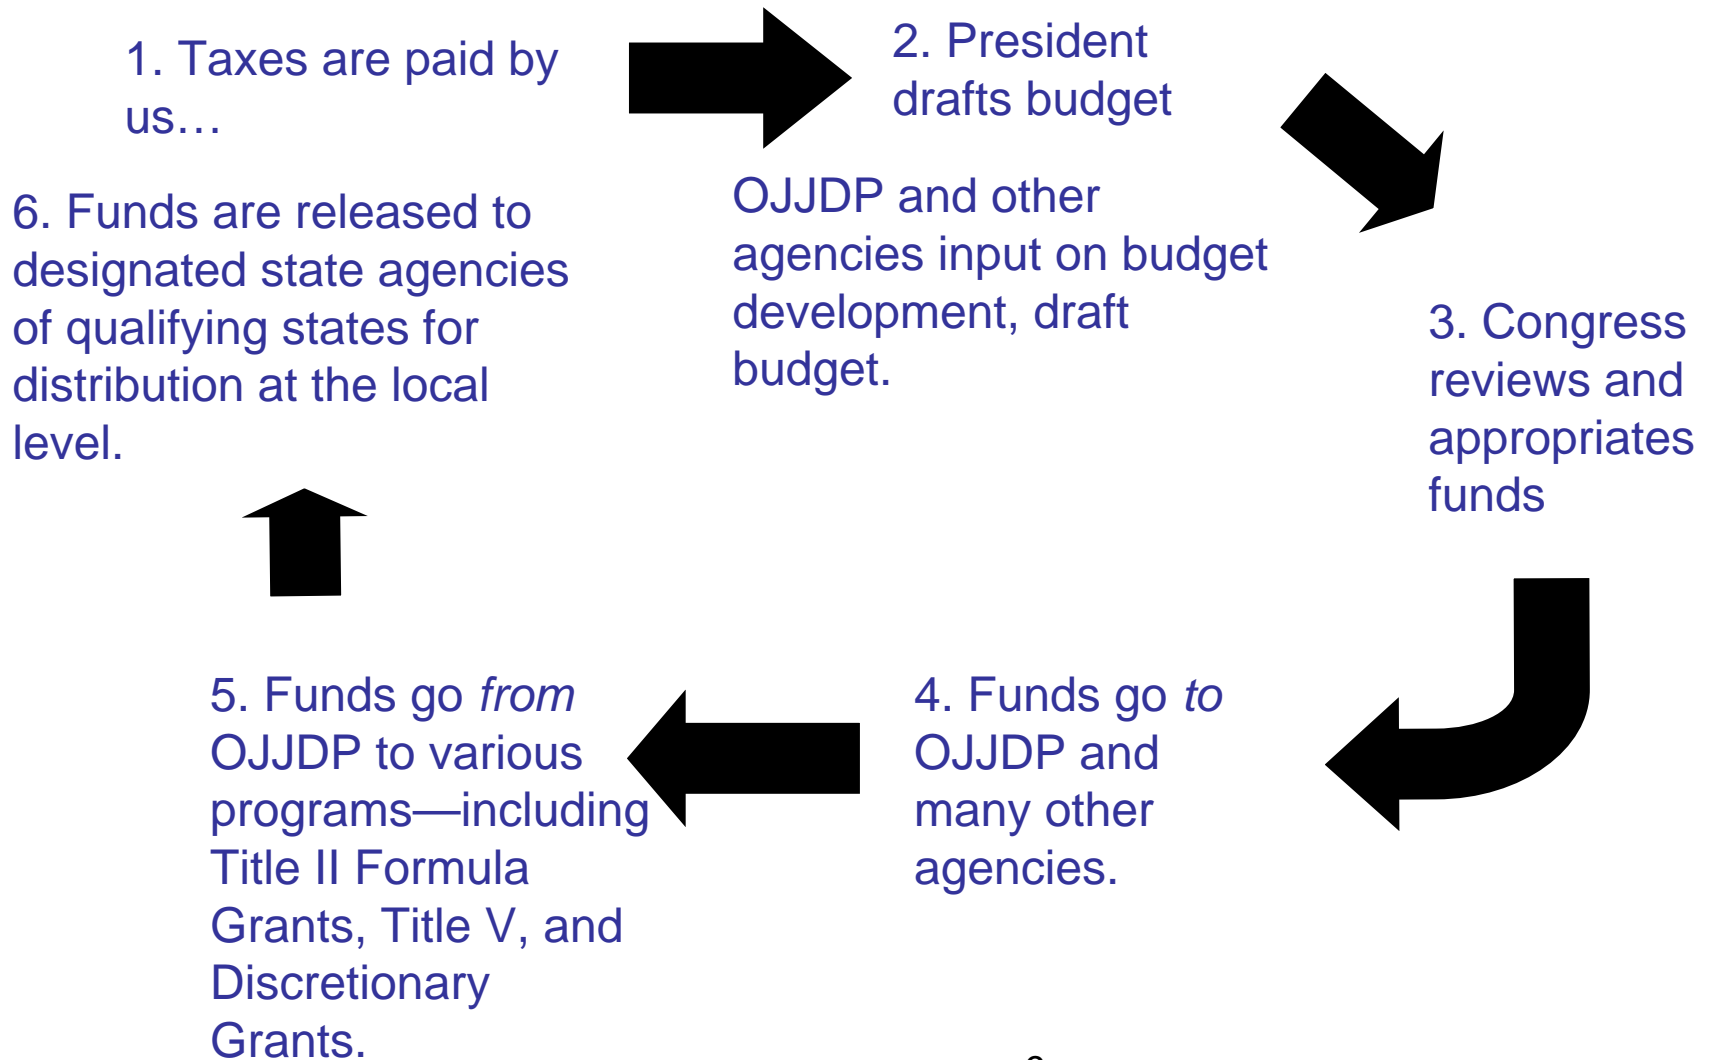 1. Taxes are paid by
us…
2. President
drafts budget
OJJDP and other
agencies input on budget
development, draft
budget.
3. Congress
reviews and
appropriates
funds
4. Funds go to
OJJDP and
many other
agencies.
5. Funds go from
OJJDP to various
programs—including
Title II Formula
Grants, Title V, and
Discretionary
Grants.
6. Funds are released to
designated state agencies
of qualifying states for
distribution at the local
level.